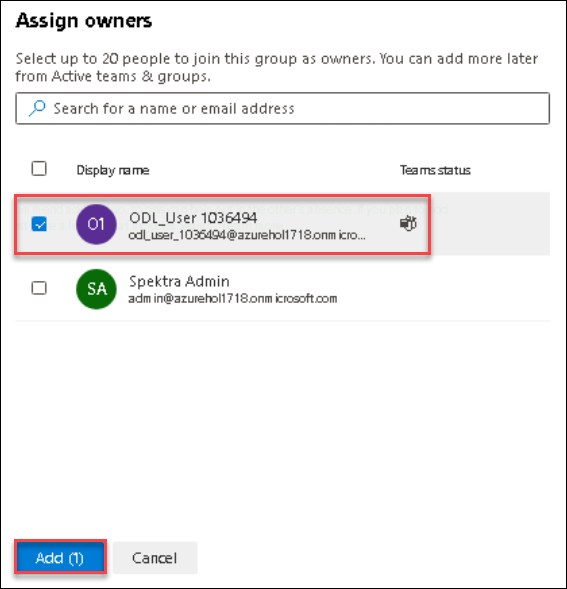 Assign owners
Select up to 20 people to join this group as owners. You can add more later
from Active teams & groups.
Search for a name or email address
Display name Teams status
O1 ODL_User 1036494
odl_user_1036494@azurehol1718.onmicro...
SA Spektra Admin
admin@azurehol1718.onmicrosoft.com
Add (1) Cancel